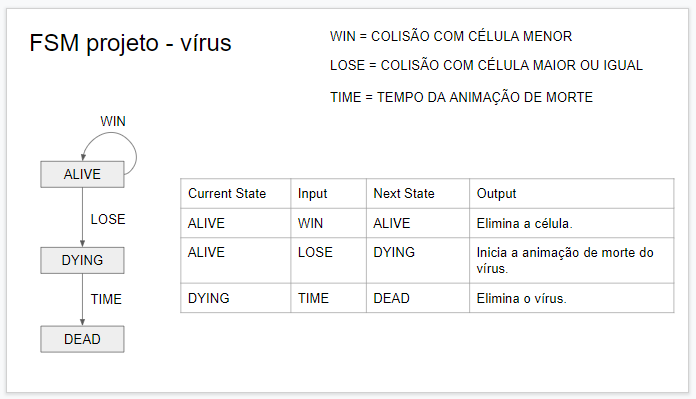 FSM projeto - vírus
WIN = COLISÃO COM CÉLULA MENOR
LOSE = COLISÃO COM CÉLULA MAIOR OU IGUAL
TIME = TEMPO DA ANIMAÇÃO DE MORTE
WIN
ALIVE
LOSE
DYING
TIME
DEAD
Current State Input Next State Output
ALIVE WIN ALIVE Elimina a célula.
ALIVE LOSE DYING Inicia a animação de morte do
vírus.
DYING TIME DEAD Elimina o vírus.